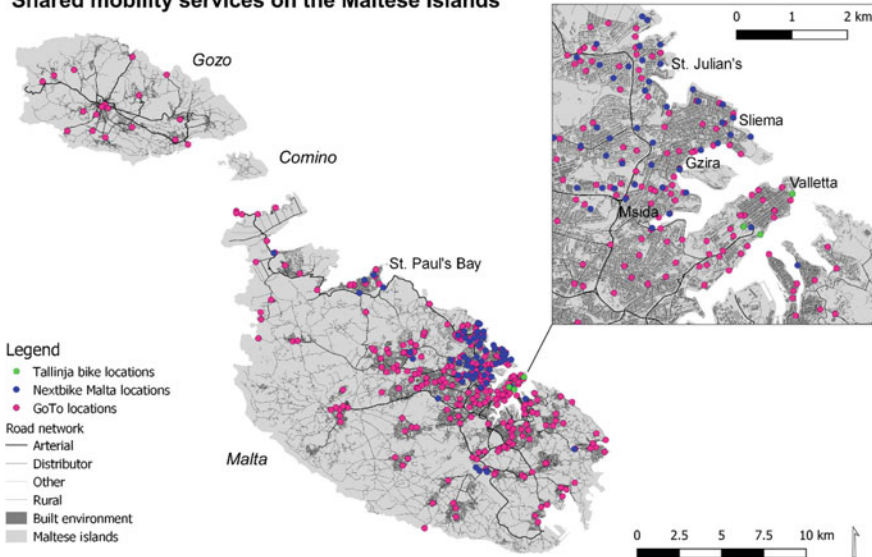 Shared mobility services on the Maltese Islands
0 1 2 km
Gozo
St. Julian's
Sliema
Comino
Gzira
Valletta
Msida
St. Paul's Bay
Legend
Tallinja bike locations
Nextbike Malta locations
GoTo locations
Road network
Arterial
Distributor
Other
Rural
Built environment
Maltese islands
Malta
0 2.5 5 7.5 10 km